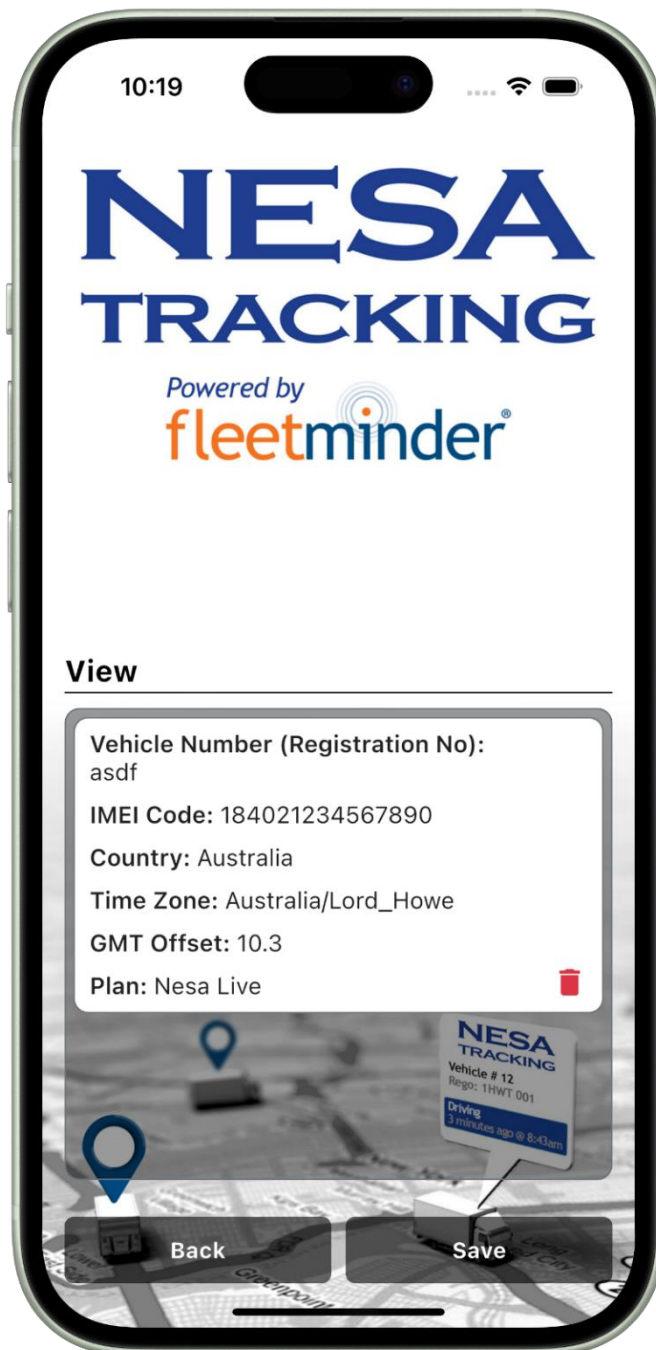 10:19
NESA
TRACKING
Powered by
fleetminder®
View
Vehicle Number (Registration No):
asdf
IMEI Code: 184021234567890
Country: Australia
Time Zone: Australia/Lord_Howe
GMT Offset: 10.3
Plan: Nesa Live
NESA
TRACKING
Vehicle # 12
Rego: 1HWT 001
Driving
3 minutes ago @ 8:43am
Back
Save
Greenpoint